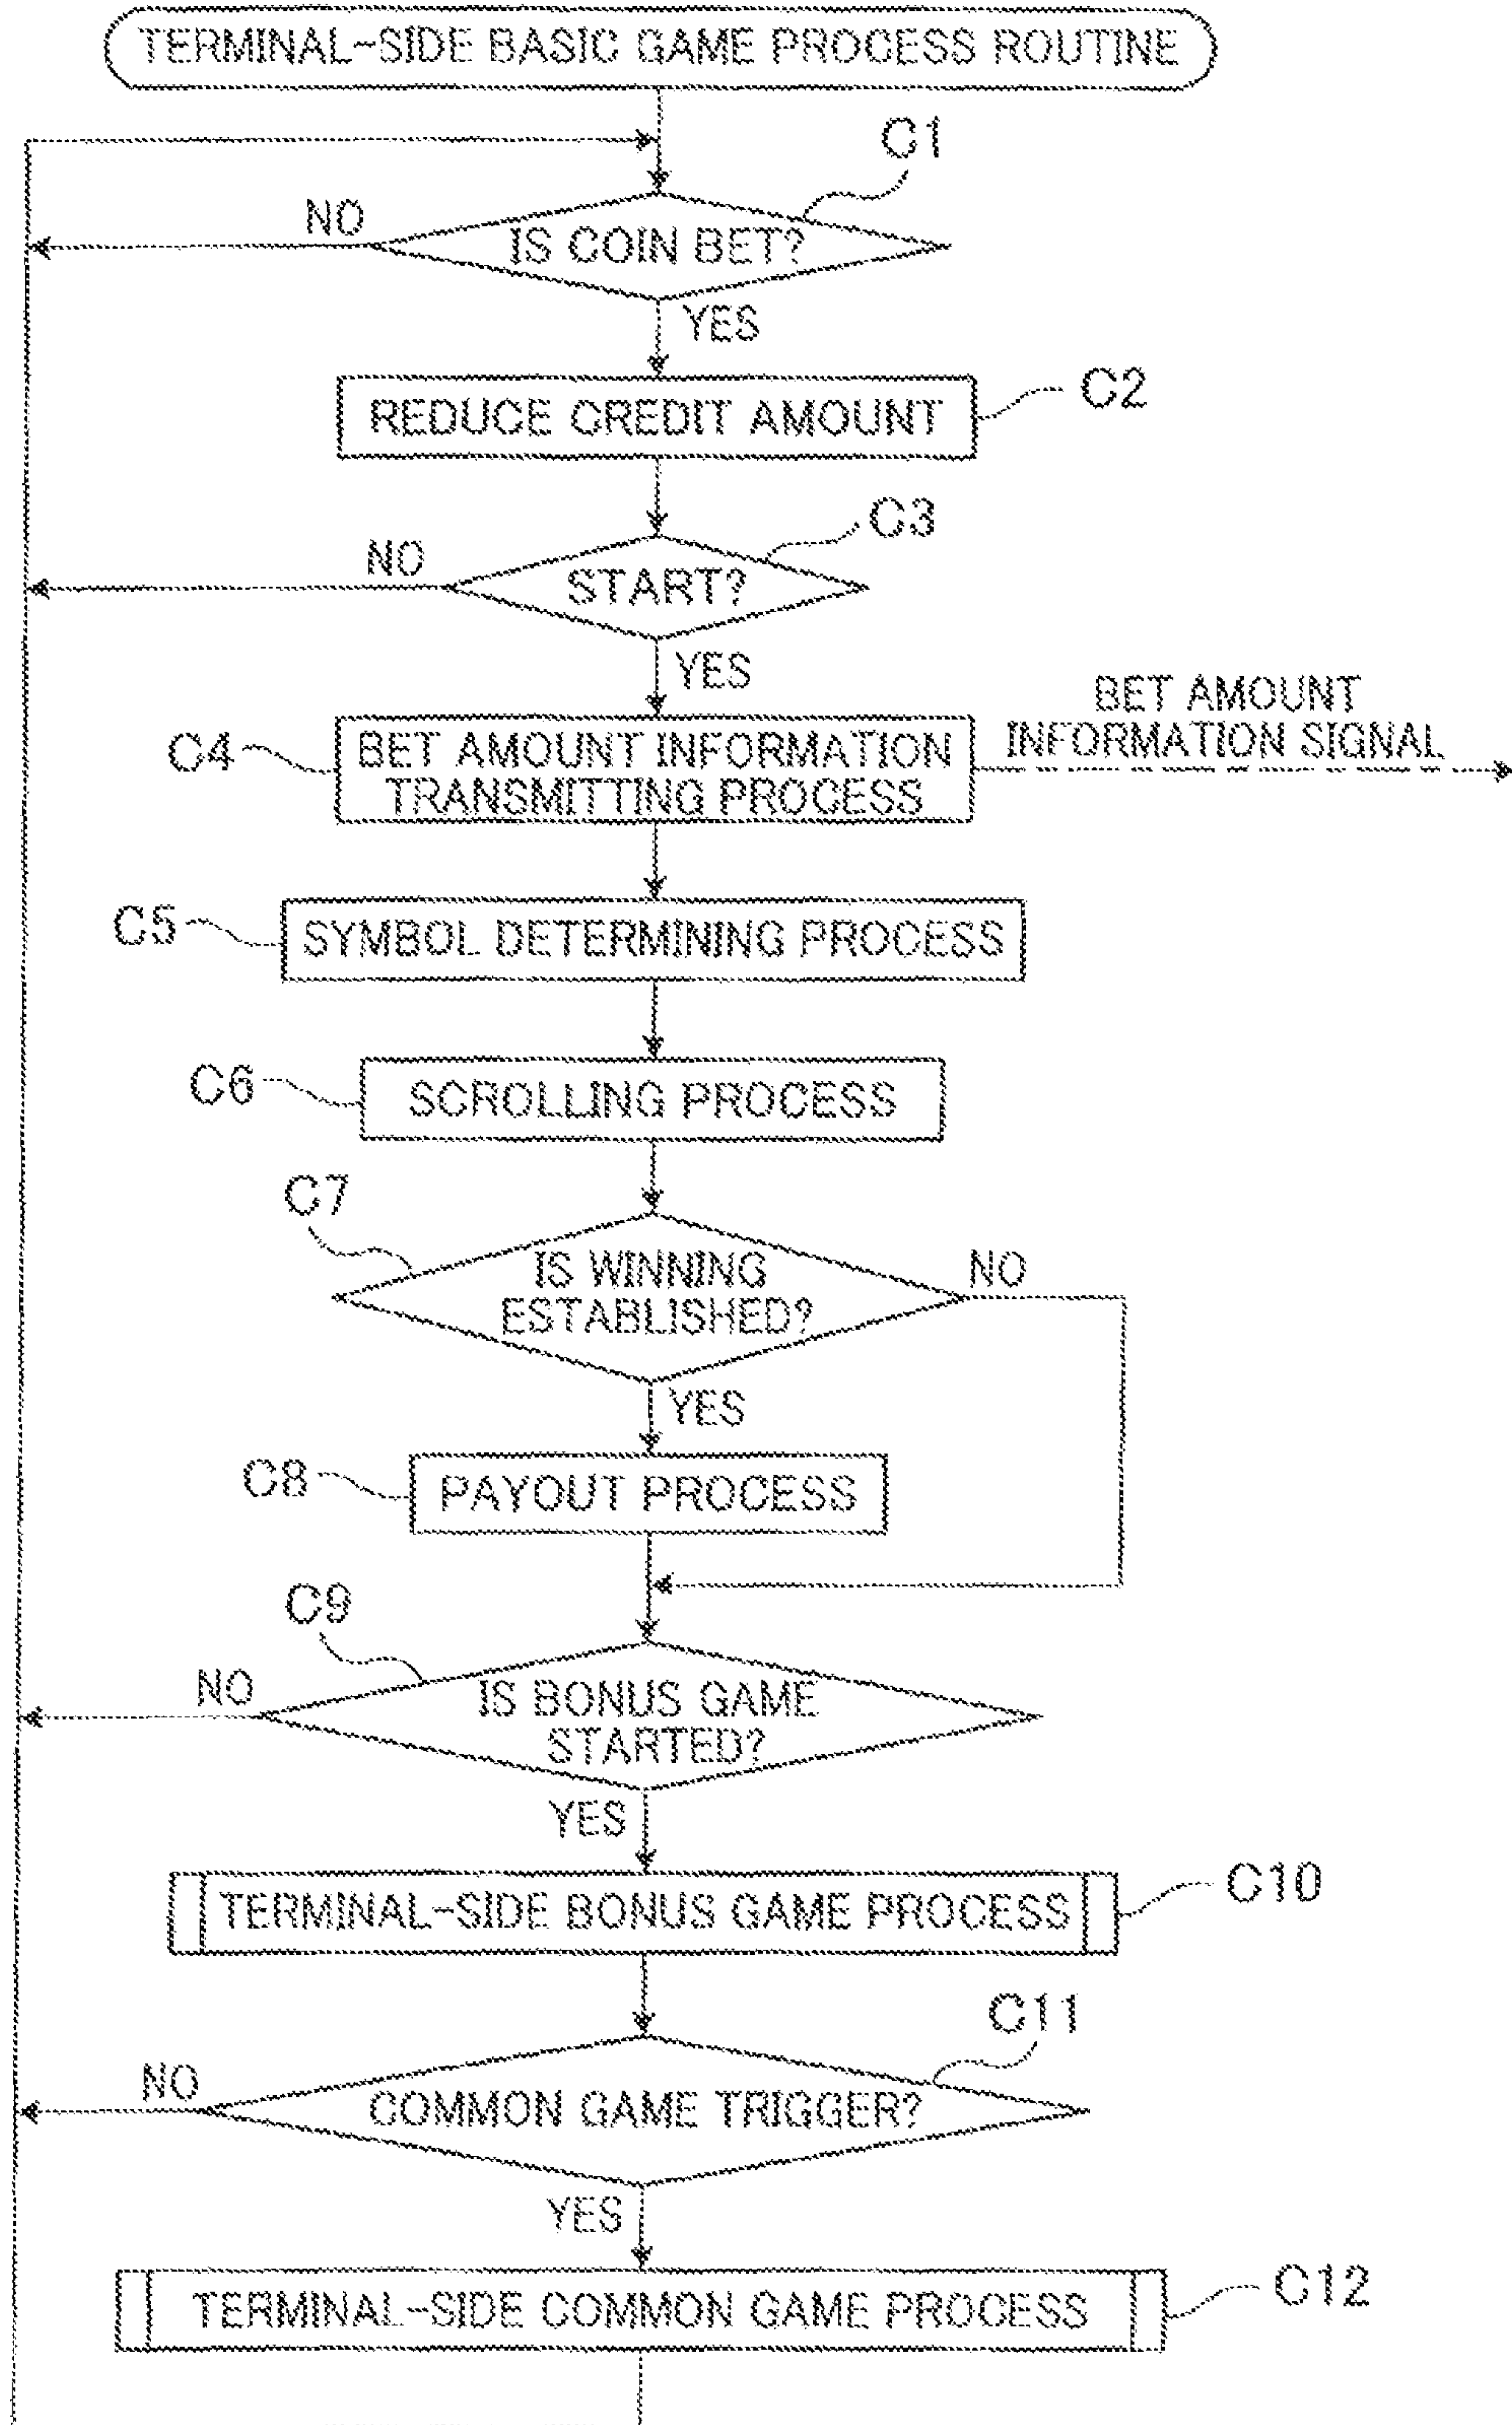 TERMINAL-SIDE BASIC GAME PROCESS ROUTINE
C1
NO
IS COIN BET?
YES
REDUCE CREDIT AMOUNT
C2
C3
NO
START?
YES
BET AMOUNT
INFORMATION SIGNAL
C4
BET AMOUNT INFORMATION
TRANSMITTING PROCESS
C5
SYMBOL DETERMINING PROCESS
C6
SCROLLING PROCESS
C7
IS WINNING
ESTABLISHED?
NO
YES
C8
PAYOUT PROCESS
C9
NO
IS BONUS GAME
STARTED?
YES
TERMINAL-SIDE BONUS GAME PROCESS
C10
C11
NO
COMMON GAME TRIGGER?
YES
TERMINAL-SIDE COMMON GAME PROCESS
C12